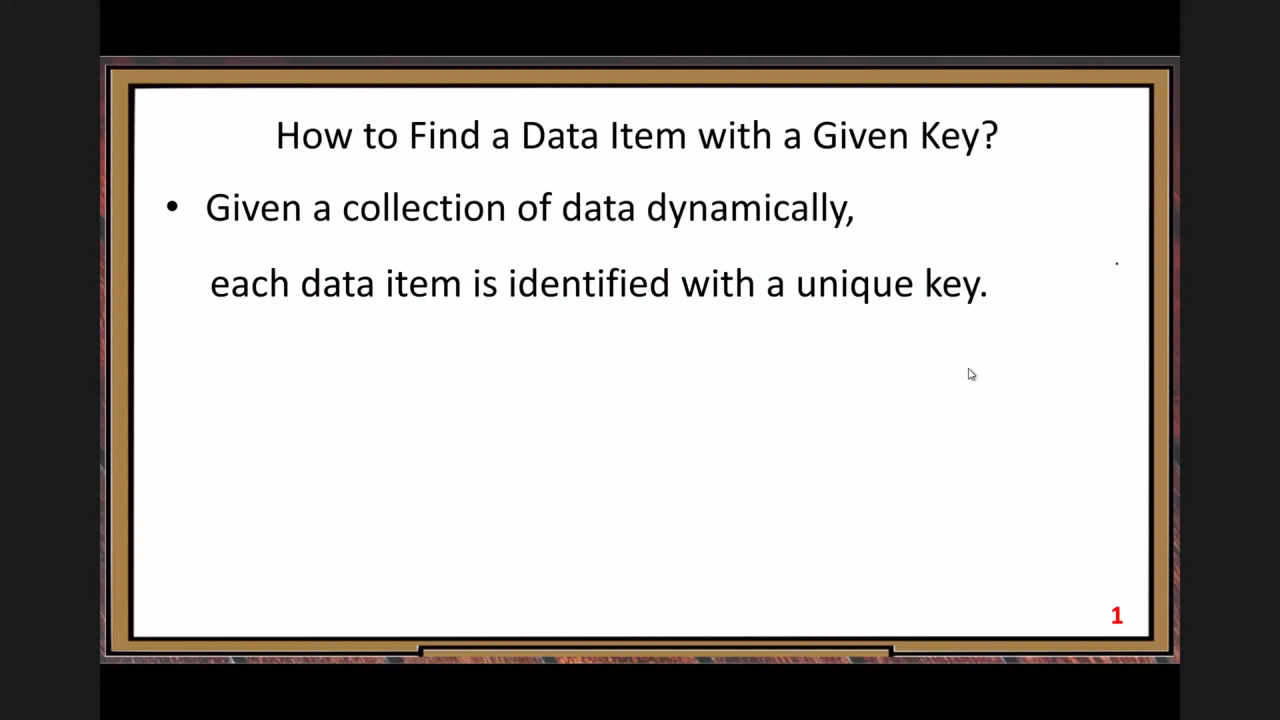 How to Find a Data Item with a Given Key?
• Given a collection of data dynamically,
each data item is identified with a unique key.
1